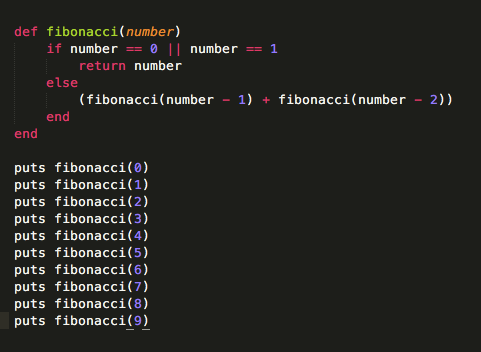 def fibonacci(number)
    if number == 0 || number == 1
        return number
    else
        (fibonacci(number - 1) + fibonacci(number - 2))
    end
end

puts fibonacci(0)
puts fibonacci(1)
puts fibonacci(2)
puts fibonacci(3)
puts fibonacci(4)
puts fibonacci(5)
puts fibonacci(6)
puts fibonacci(7)
puts fibonacci(8)
puts fibonacci(9)